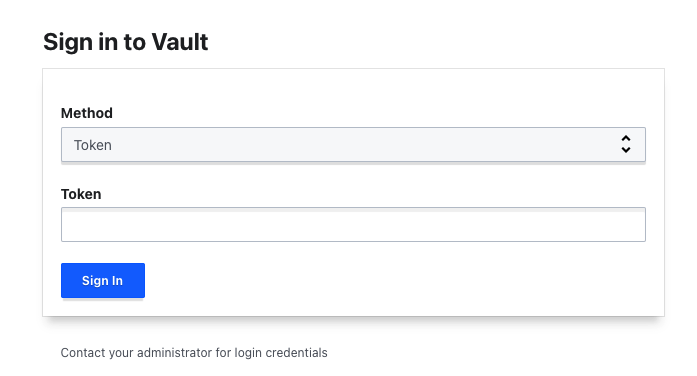 Sign in to Vault
Method
Token
Token
Sign In
Contact your administrator for login credentials